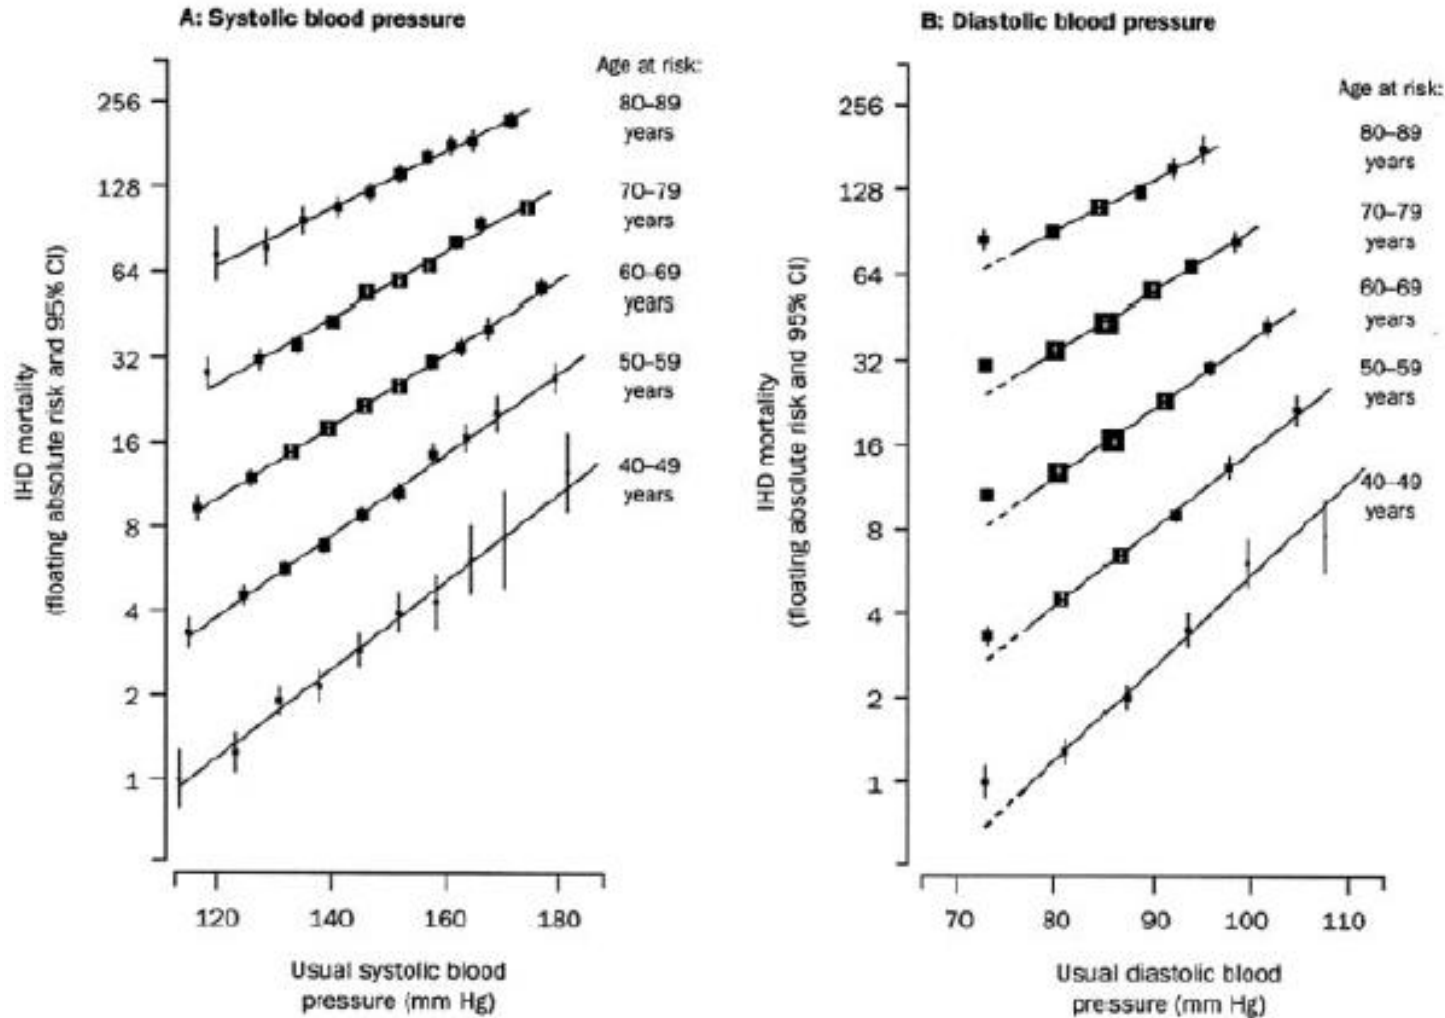 A: Systolic blood pressure
Age at risk:
80–89
years
70–79
years
60–69
years
50–59
years
40–49
years
256
128
64
32
16
8
4
2
1
IHD mortality
(floating absolute risk and 95% CI)
120 140 160 180
Usual systolic blood
pressure (mm Hg)
B: Diastolic blood pressure
Age at risk:
80–89
years
70–79
years
60–69
years
50–59
years
40–49
years
256
128
64
32
16
8
4
2
1
IHD mortality
(floating absolute risk and 95% CI)
70 80 90 100 110
Usual diastolic blood
pressure (mm Hg)